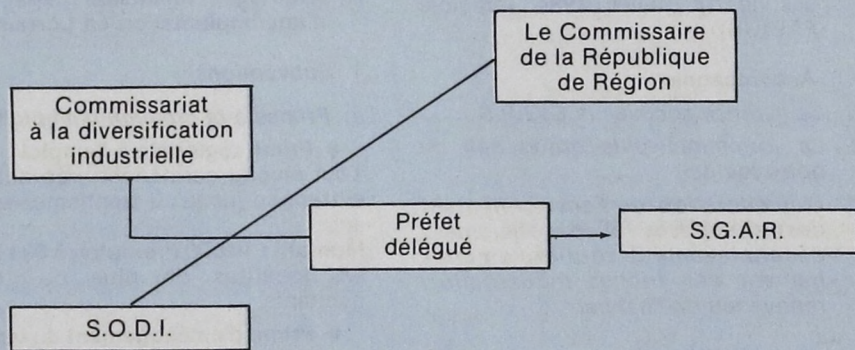 Le Commissaire
de la République
de Région
Commissariat
à la diversification
industrielle
Préfet
délégué
S.G.A.R.
S.O.D.I.